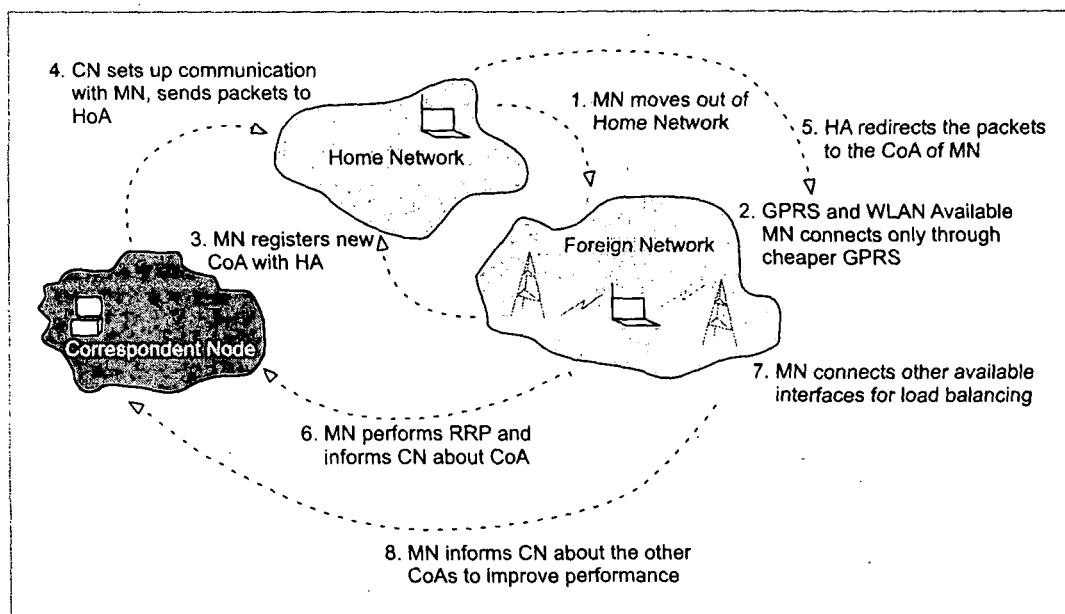 4. CN sets up communication
with MN, sends packets to
HoA
1. MN moves out of
Home Network
5. HA redirects the packets
to the CoA of MN
Home Network
2. GPRS and WLAN Available
MN connects only through
cheaper GPRS
3. MN registers new
CoA with HA
Foreign Network
Correspondent Node
7. MN connects other available
interfaces for load balancing
6. MN performs RRP and
informs CN about CoA
8. MN informs CN about the other
CoAs to improve performance